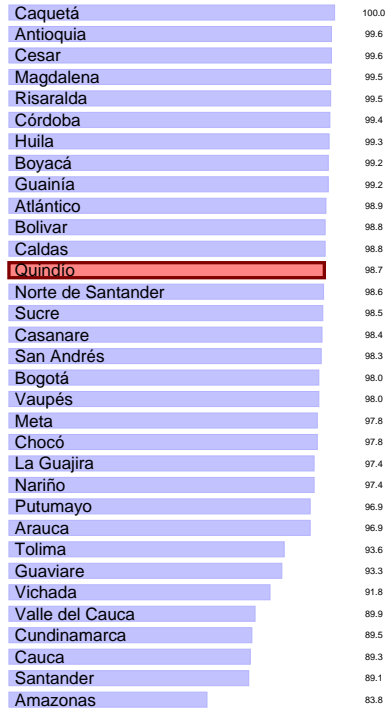 Caquetá 100.0
Antioquia 99.6
Cesar 99.6
Magdalena 99.5
Risaralda 99.5
Córdoba 99.4
Huila 99.3
Boyacá 99.2
Guainía 99.2
Atlántico 98.9
Bolivar 98.8
Caldas 98.8
Quindío 98.7
Norte de Santander 98.6
Sucre 98.5
Casanare 98.4
San Andrés 98.3
Bogotá 98.0
Vaupés 98.0
Meta 97.8
Chocó 97.8
La Guajira 97.4
Nariño 97.4
Putumayo 96.9
Arauca 96.9
Tolima 93.6
Guaviare 93.3
Vichada 91.8
Valle del Cauca 89.9
Cundinamarca 89.5
Cauca 89.3
Santander 89.1
Amazonas 83.8